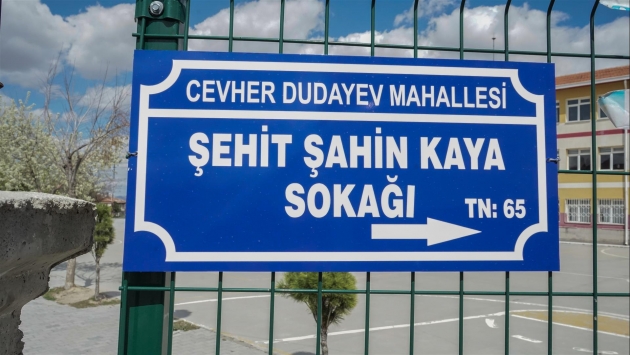 CEVHER DUDAYEV MAHALLESİ
ŞEHİT ŞAHİN KAYA
SOKAĞI
TN: 65